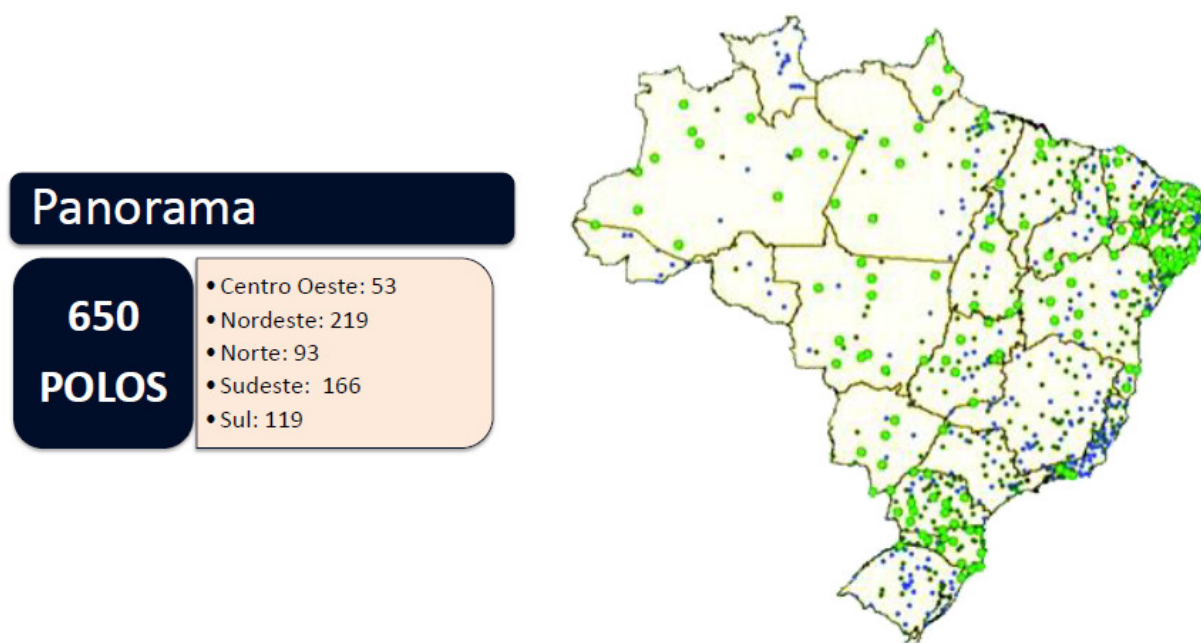 Panorama
650
POLOS
• Centro Oeste: 53
• Nordeste: 219
• Norte: 93
• Sudeste: 166
• Sul: 119